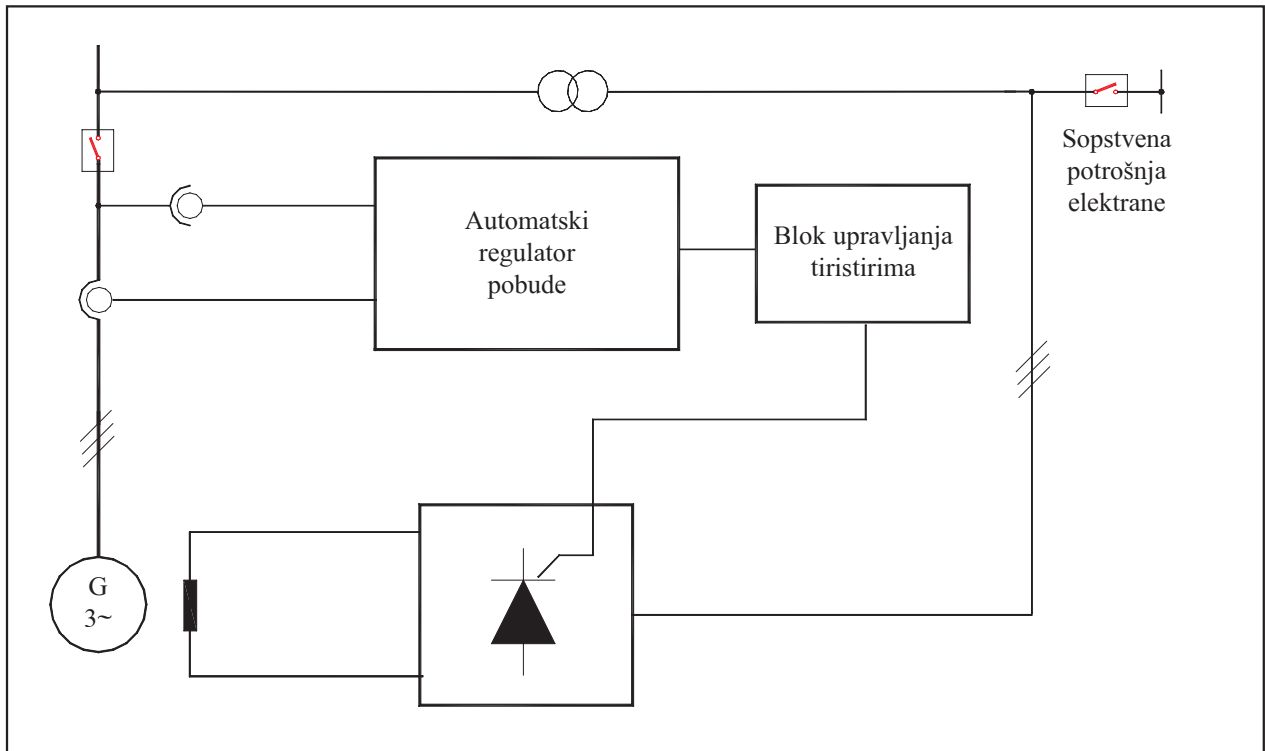 Sopstvena
potrošnja
elektrane
Automatski
regulator
pobude
Blok upravljanja
tiristirima
G
3~